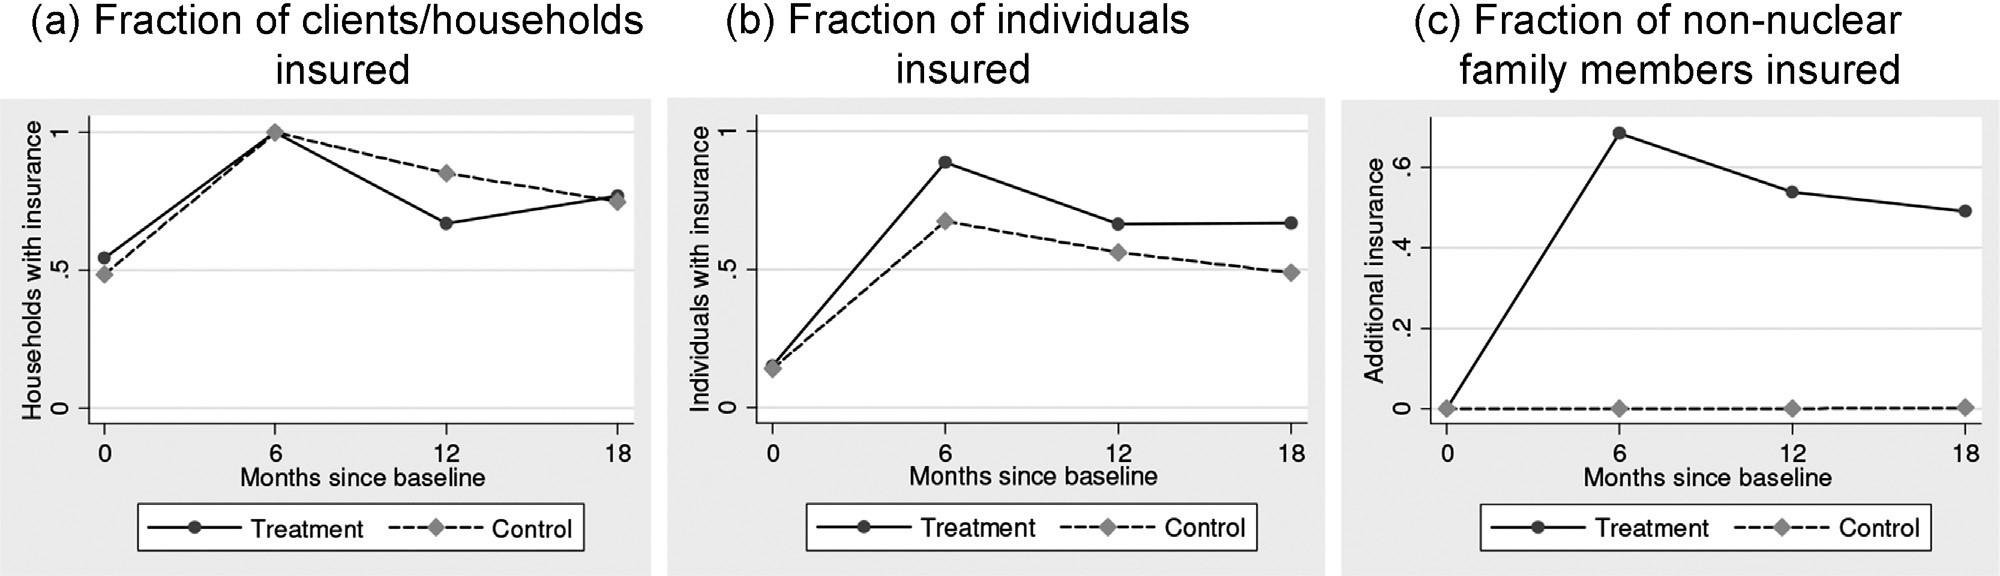 (a) Fraction of clients/households
insured
Households with insurance
1
.5
0
0 6 12 18
Months since baseline
Treatment Control
(b) Fraction of individuals
insured
Individuals with insurance
1
.5
0
0 6 12 18
Months since baseline
Treatment Control
(c) Fraction of non-nuclear
family members insured
Additional insurance
.6
.4
.2
0
0 6 12 18
Months since baseline
Treatment Control